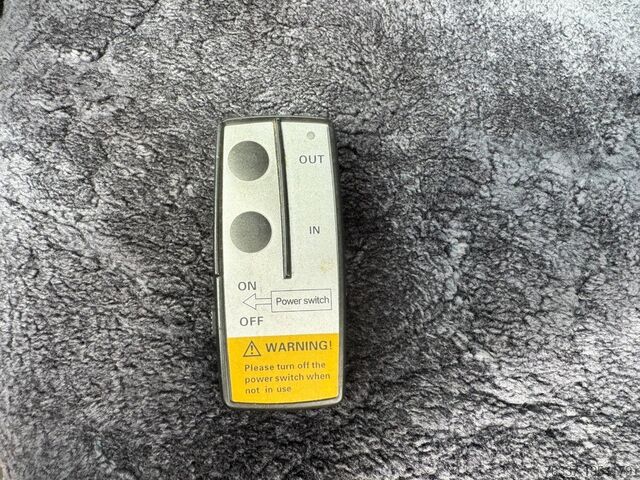 OUT
IN
ON
Power switch
OFF
WARNING!
Please turn off the
power switch when
not in use